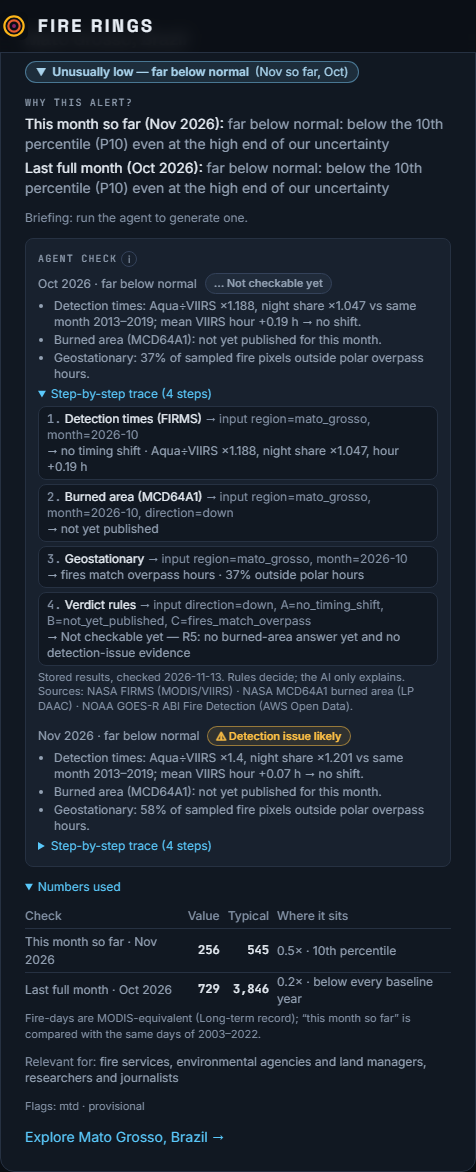 FIRE RINGS
▼ Unusually low — far below normal (Nov so far, Oct)
WHY THIS ALERT?
This month so far (Nov 2026): far below normal: below the 10th
percentile (P10) even at the high end of our uncertainty
Last full month (Oct 2026): far below normal: below the 10th
percentile (P10) even at the high end of our uncertainty
Briefing: run the agent to generate one.
AGENT CHECK i
Oct 2026 · far below normal … Not checkable yet
• Detection times: Aqua÷VIIRS ×1.188, night share ×1.047 vs same
month 2013–2019; mean VIIRS hour +0.19 h → no shift.
• Burned area (MCD64A1): not yet published for this month.
• Geostationary: 37% of sampled fire pixels outside polar overpass
hours.
▼ Step-by-step trace (4 steps)
1. Detection times (FIRMS) → input region=mato_grosso,
month=2026-10
→ no timing shift · Aqua÷VIIRS ×1.188, night share ×1.047, hour
+0.19 h
2. Burned area (MCD64A1) → input region=mato_grosso,
month=2026-10, direction=down
→ not yet published
3. Geostationary → input region=mato_grosso, month=2026-10
→ fires match overpass hours · 37% outside polar hours
4. Verdict rules → input direction=down, A=no_timing_shift,
B=not_yet_published, C=fires_match_overpass
→ Not checkable yet — R5: no burned-area answer yet and no
detection-issue evidence
Stored results, checked 2026-11-13. Rules decide; the AI only explains.
Sources: NASA FIRMS (MODIS/VIIRS) · NASA MCD64A1 burned area (LP
DAAC) · NOAA GOES-R ABI Fire Detection (AWS Open Data).
Nov 2026 · far below normal ⚠ Detection issue likely
• Detection times: Aqua÷VIIRS ×1.4, night share ×1.201 vs same
month 2013–2019; mean VIIRS hour +0.07 h → no shift.
• Burned area (MCD64A1): not yet published for this month.
• Geostationary: 58% of sampled fire pixels outside polar overpass
hours.
▶ Step-by-step trace (4 steps)
▼ Numbers used
Check Value Typical Where it sits
This month so far · Nov
2026 256 545 0.5× · 10th percentile
Last full month · Oct 2026 729 3,846 0.2× · below every baseline
year
Fire-days are MODIS-equivalent (Long-term record); “this month so far” is
compared with the same days of 2003–2022.
Relevant for: fire services, environmental agencies and land managers,
researchers and journalists
Flags: mtd · provisional
Explore Mato Grosso, Brazil →